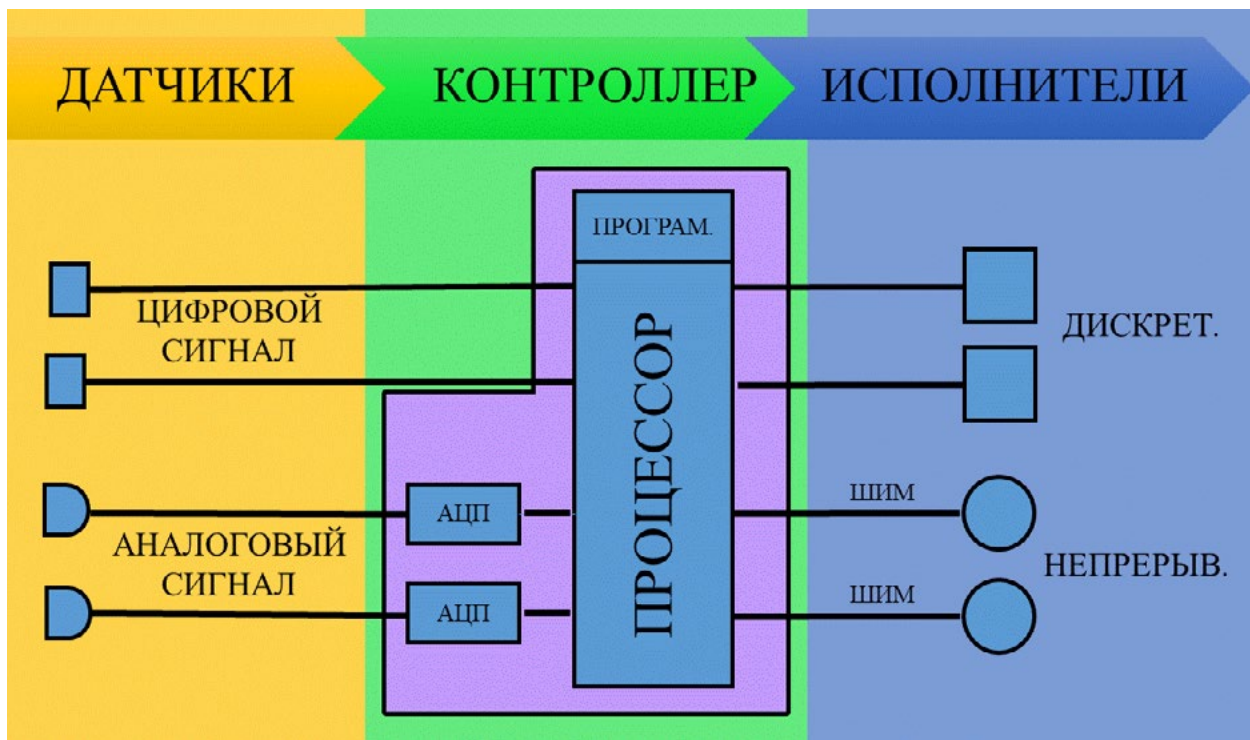 ДАТЧИКИ
КОНТРОЛЛЕР
ИСПОЛНИТЕЛИ
ПРОГРАМ.
ЦИФРОВОЙ
СИГНАЛ
ПРОЦЕССОР
ДИСКРЕТ.
АНАЛОГОВЫЙ
СИГНАЛ
АЦП
АЦП
ШИМ
ШИМ
НЕПРЕРЫВ.